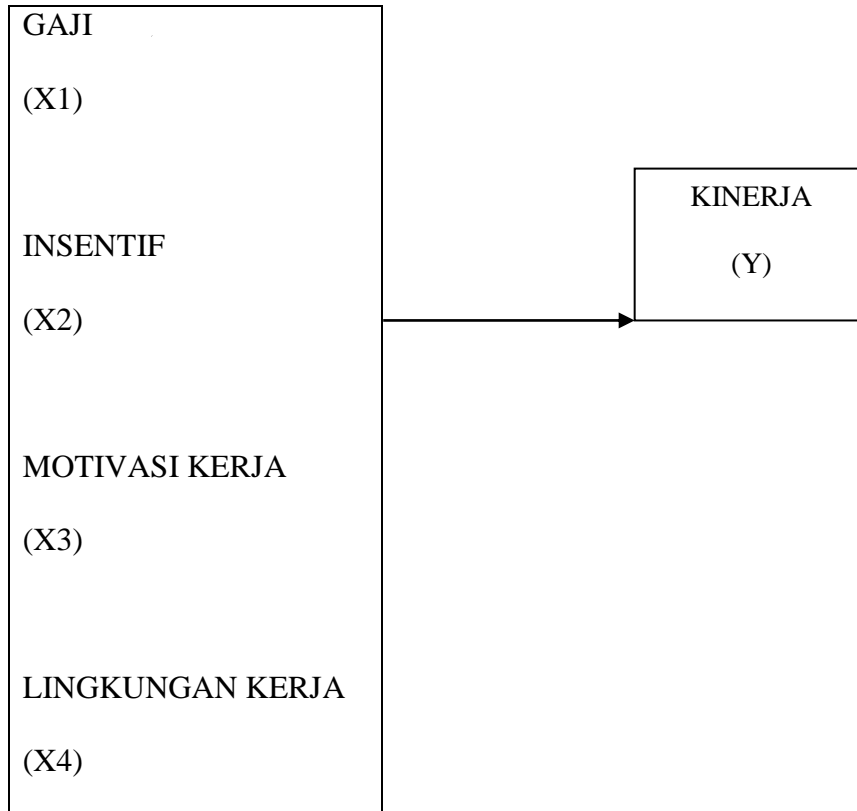 GAJI
(X1)
INSENTIF
(X2)
MOTIVASI KERJA
(X3)
LINGKUNGAN KERJA
(X4)
KINERJA
(Y)